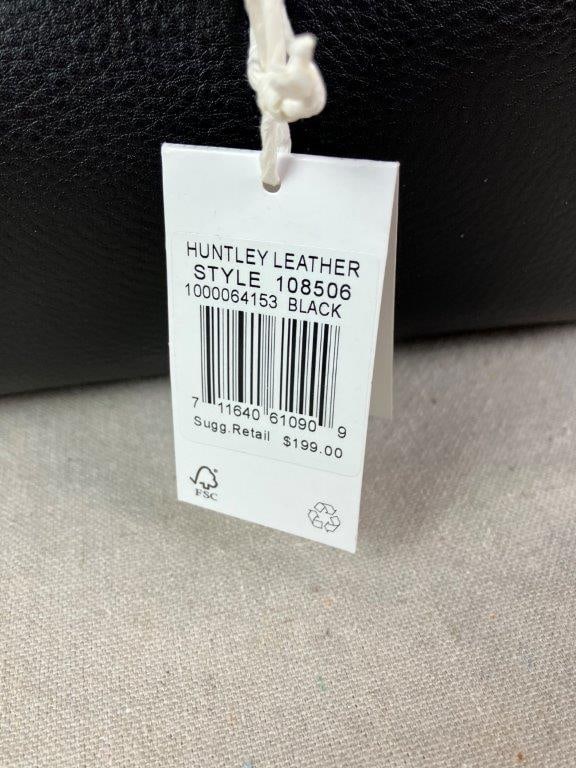 HUNTLEY LEATHER
STYLE 108506
1000064153 BLACK
7 11640 61090 9
Sugg.Retail $199.00
FSC